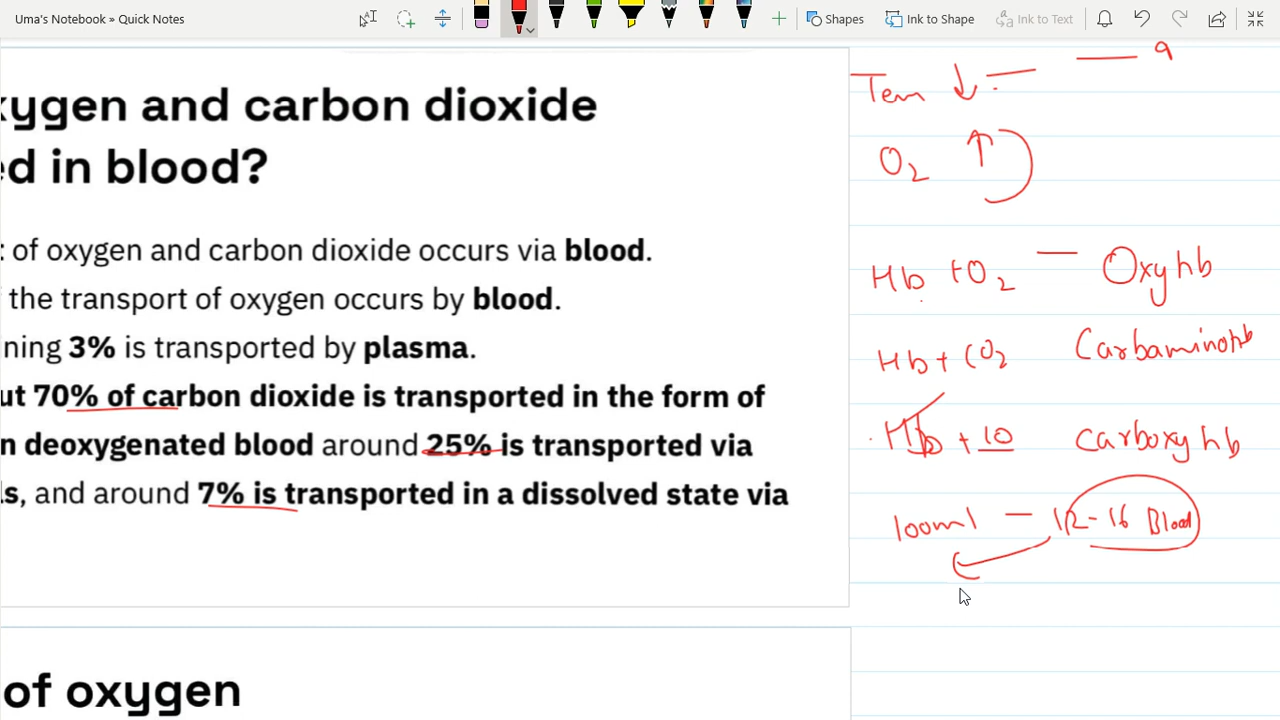 Uma's Notebook » Quick Notes
Shapes
Ink to Shape
Ink to Text
xygen and carbon dioxide
ed in blood?
t of oxygen and carbon dioxide occurs via blood.
f the transport of oxygen occurs by blood.
ning 3% is transported by plasma.
ut 70% of carbon dioxide is transported in the form of
n deoxygenated blood around 25% is transported via
ls, and around 7% is transported in a dissolved state via
of oxygen
Tem ↓ —
O2 ↑
Hb + O2 — Oxyhb
Hb + CO2 Carbaminohb
Hb + 10 Carboxyhb
100ml — 12-16 Blood